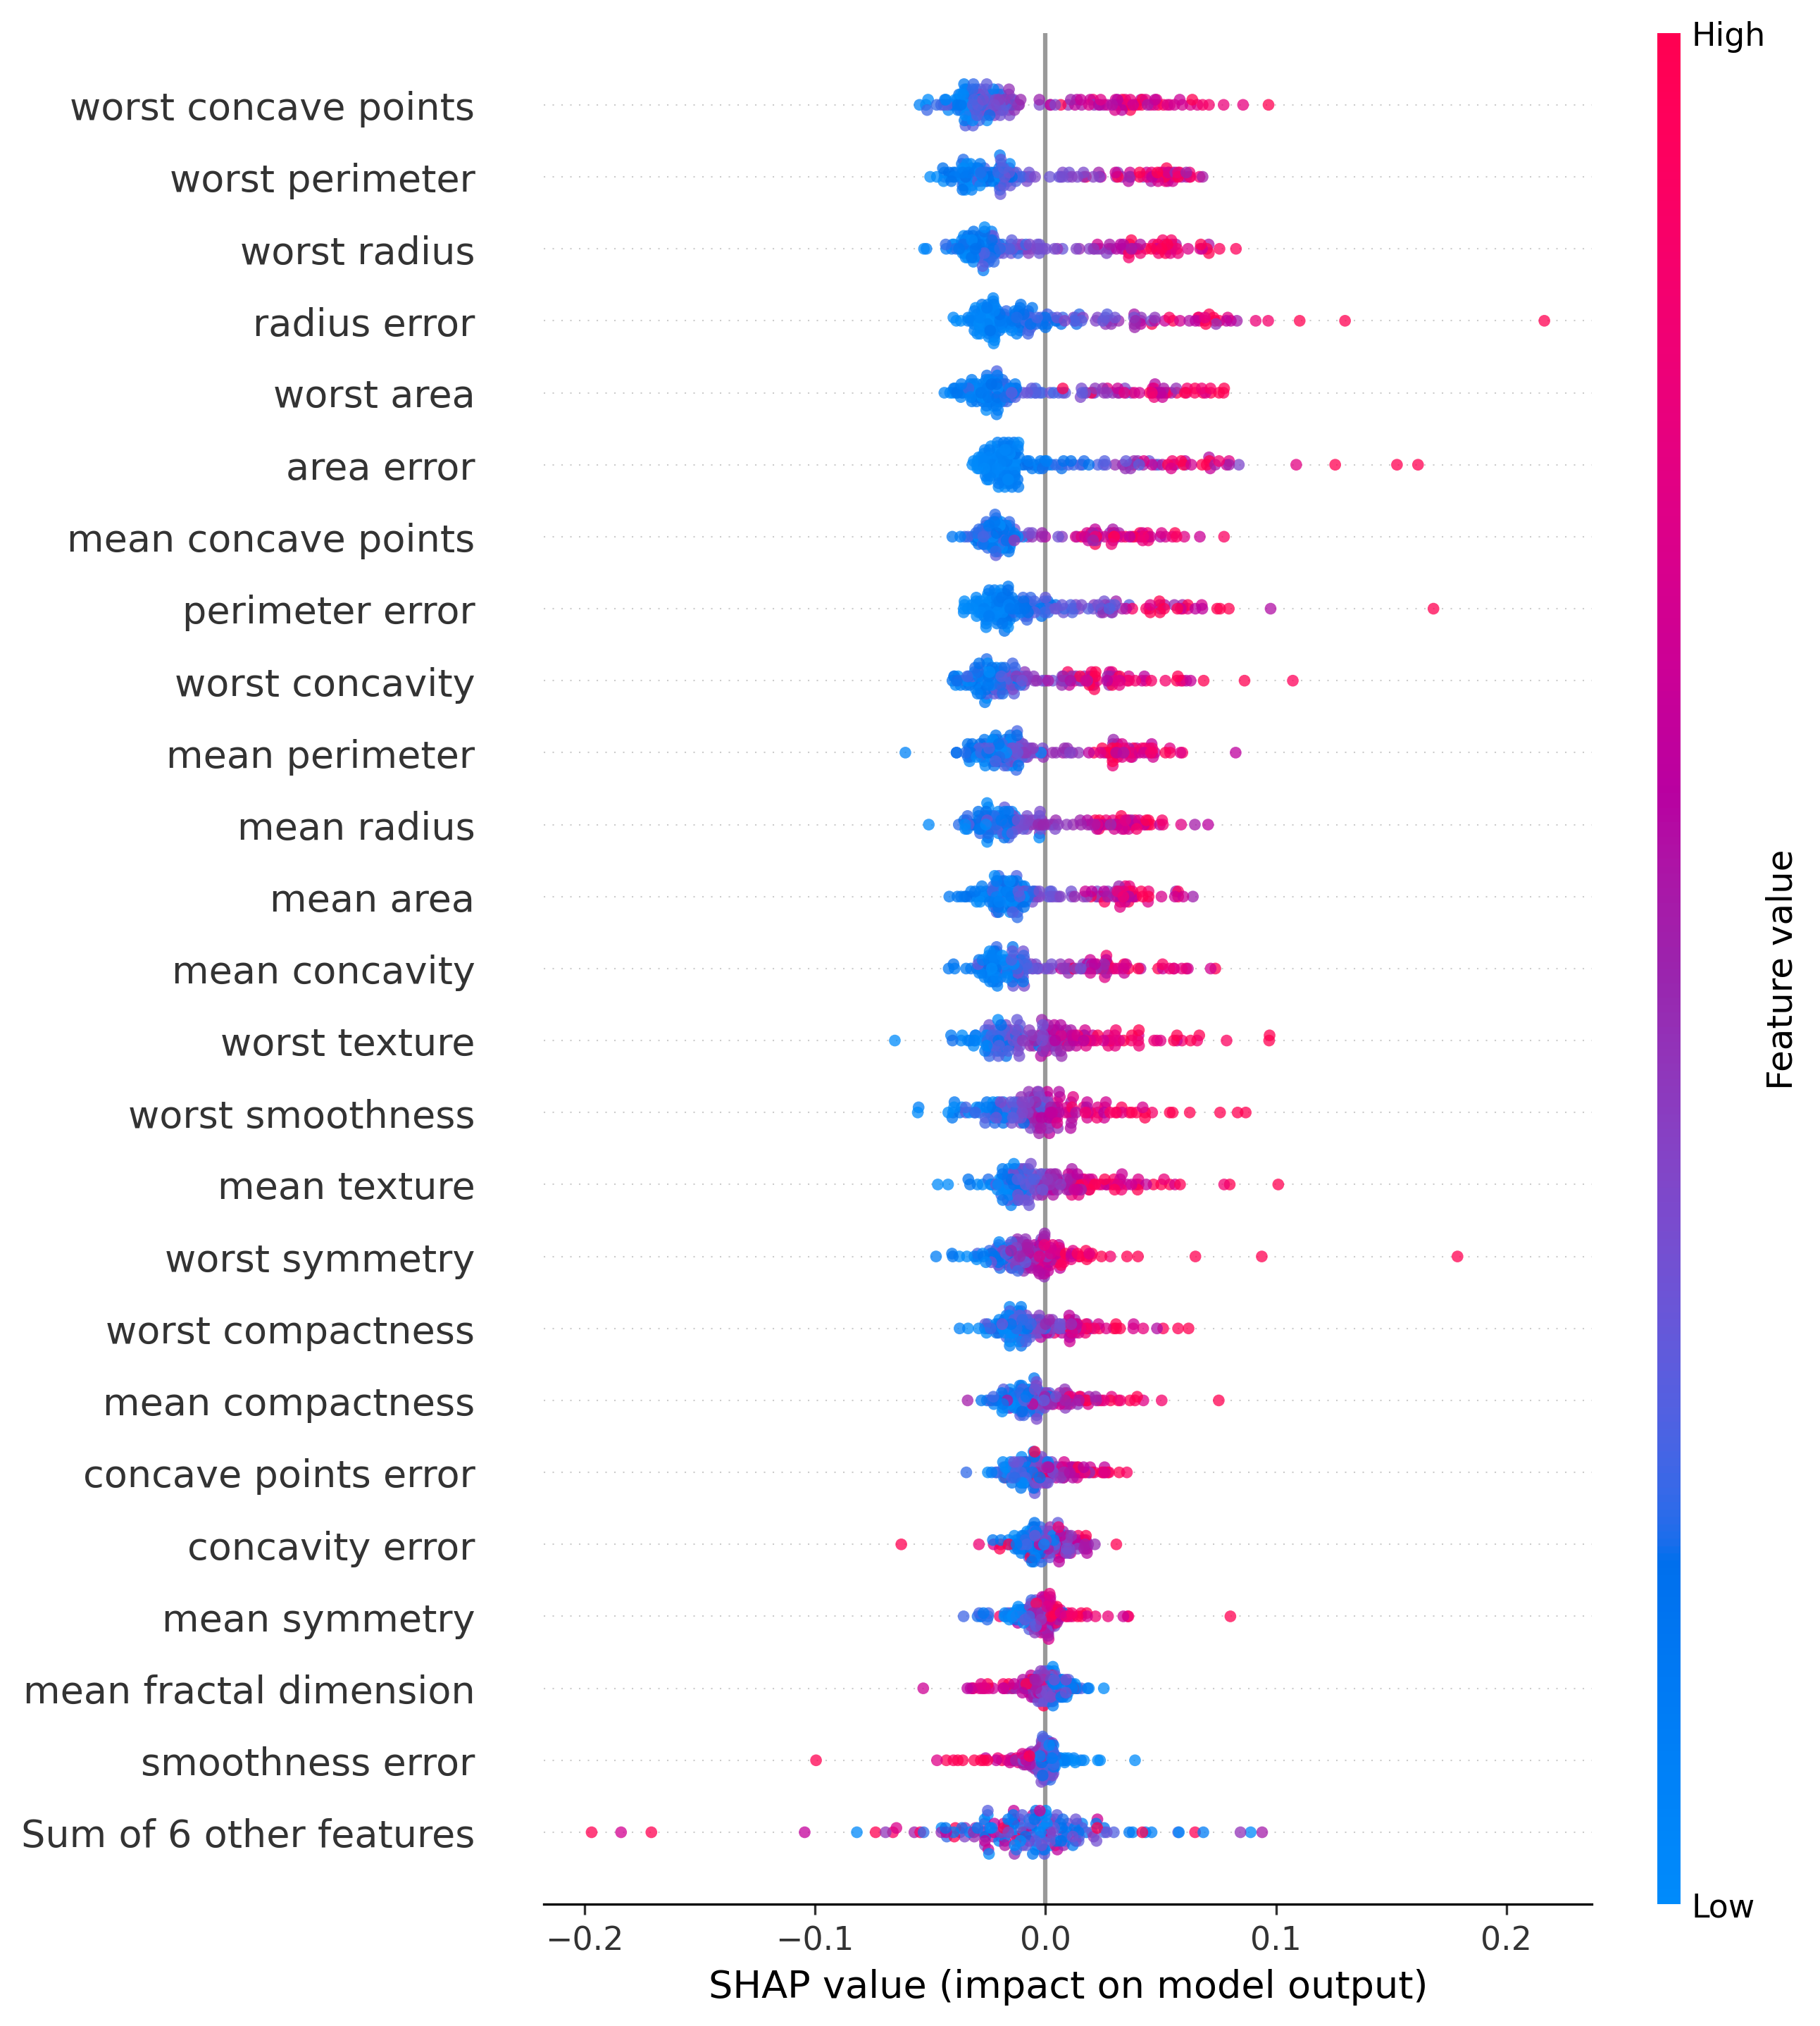 High
worst concave points
worst perimeter
worst radius
radius error
worst area
area error
mean concave points
perimeter error
worst concavity
mean perimeter
mean radius
mean area
mean concavity
worst texture
worst smoothness
mean texture
worst symmetry
worst compactness
mean compactness
concave points error
concavity error
mean symmetry
mean fractal dimension
smoothness error
Sum of 6 other features
Feature value
Low
−0.2 −0.1 0.0 0.1 0.2
SHAP value (impact on model output)